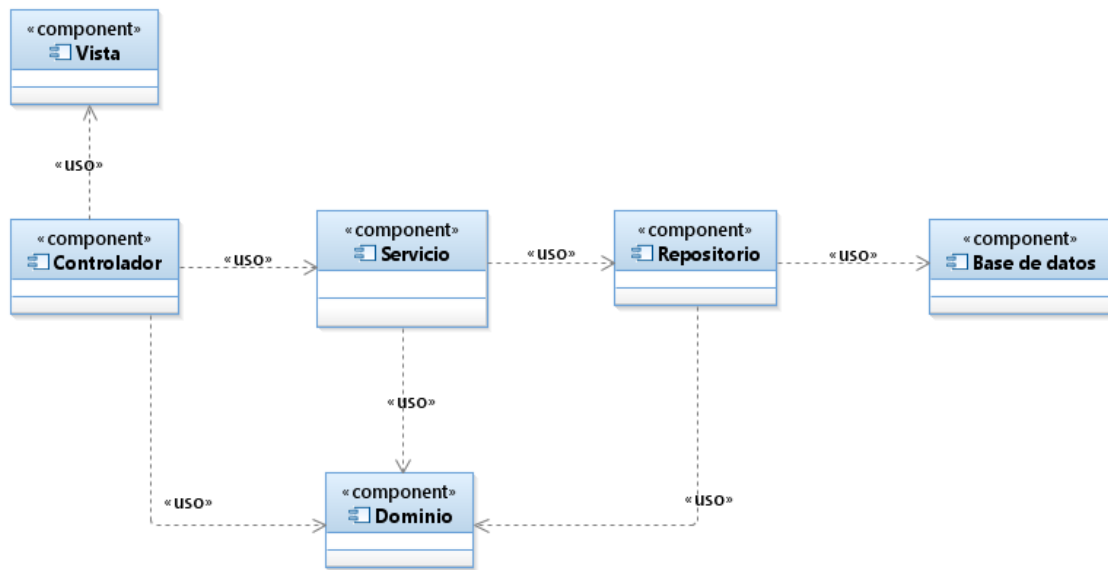 «component»
Vista
«uso»
«component»
Controlador
«uso»
«component»
Servicio
«uso»
«component»
Repositorio
«uso»
«component»
Base de datos
«uso»
«uso»
«uso»
«component»
Dominio